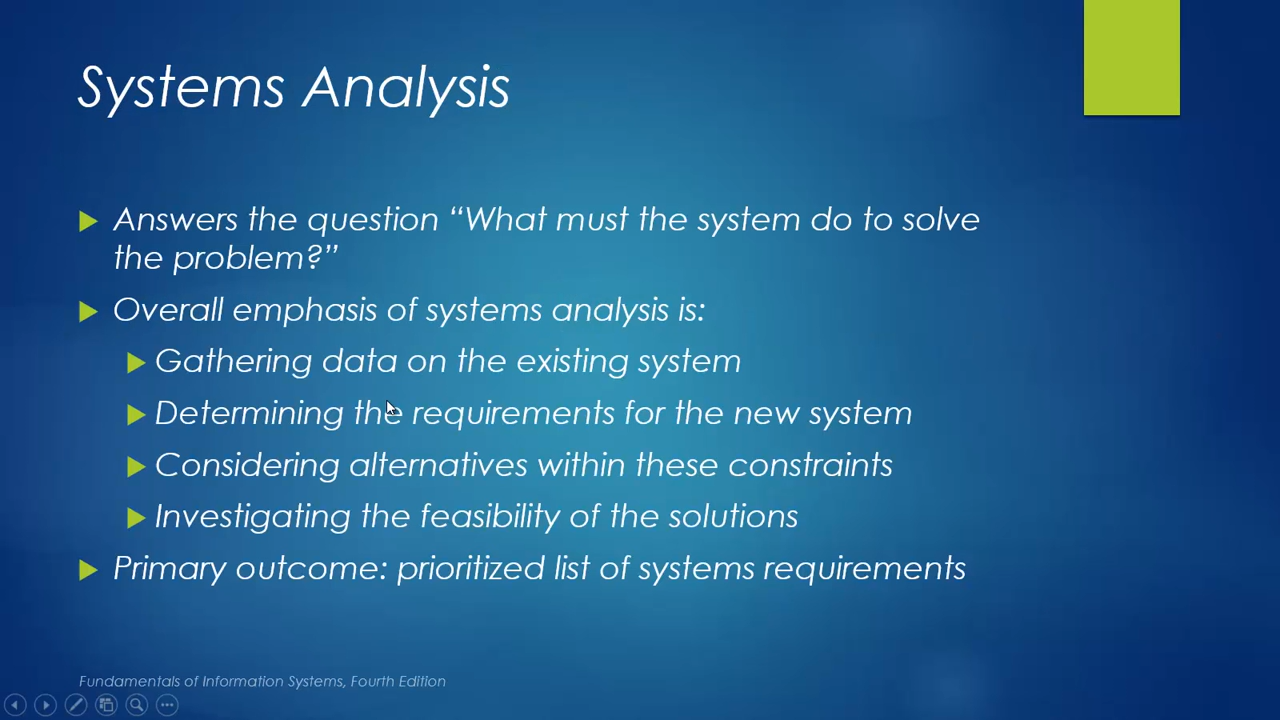 Systems Analysis
Answers the question “What must the system do to solve
the problem?”
Overall emphasis of systems analysis is:
Gathering data on the existing system
Determining the requirements for the new system
Considering alternatives within these constraints
Investigating the feasibility of the solutions
Primary outcome: prioritized list of systems requirements
Fundamentals of Information Systems, Fourth Edition